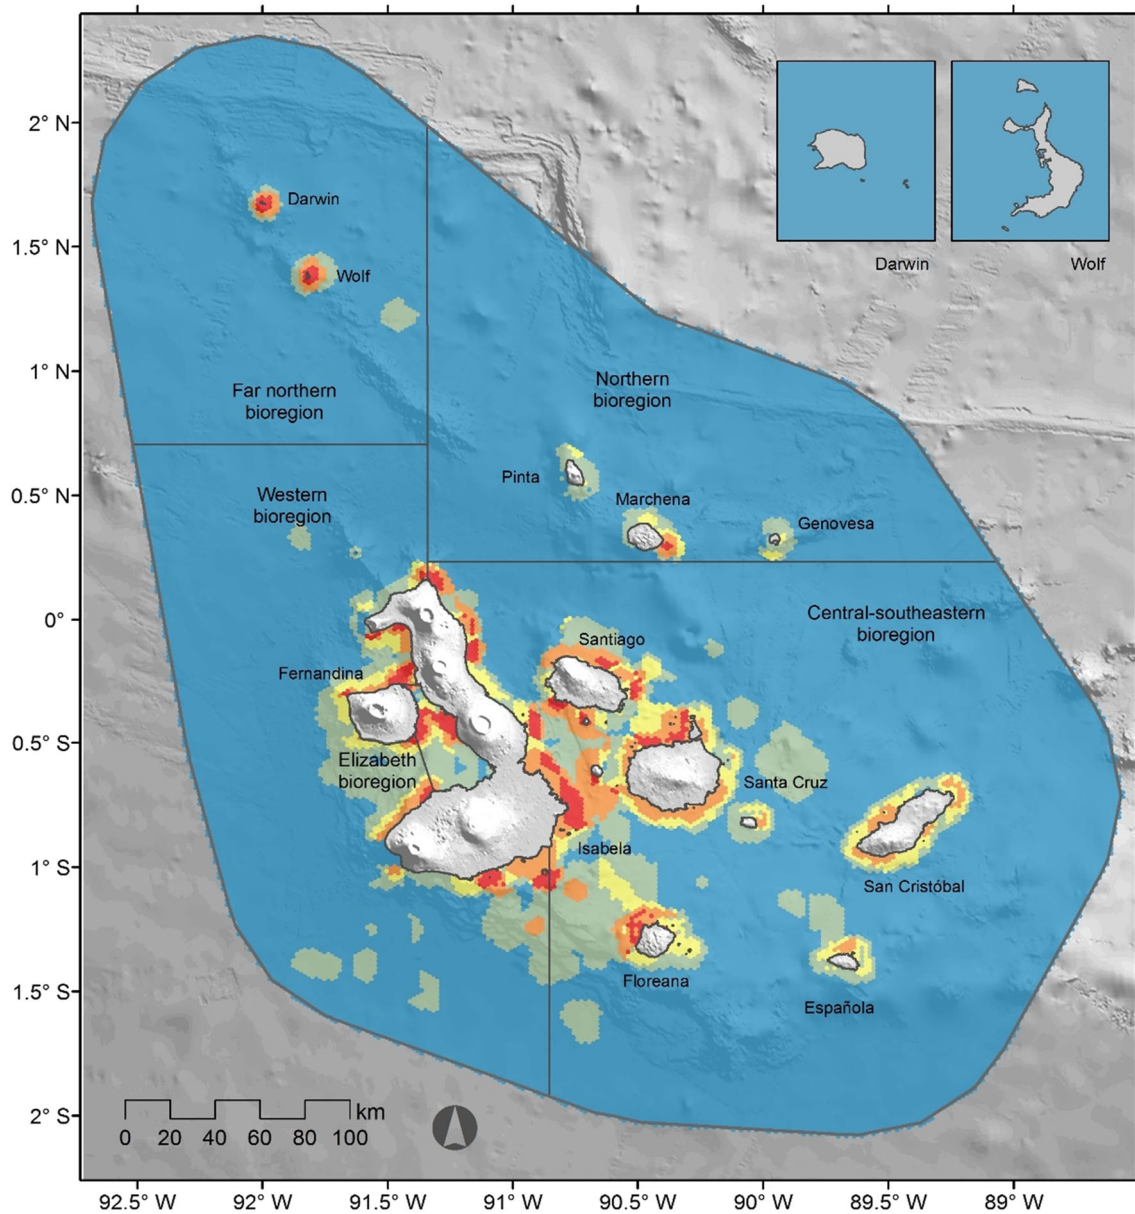 2° N
1.5° N
1° N
0.5° N
0°
0.5° S
1° S
1.5° S
2° S
Darwin
Wolf
Darwin
Wolf
Far northern
bioregion
Northern
bioregion
Pinta
Marchena
Genovesa
Western
bioregion
Central-southeastern
bioregion
Santiago
Fernandina
Elizabeth
bioregion
Santa Cruz
Isabela
San Cristóbal
Floreana
Española
km
0 20 40 60 80 100
92.5° W 92° W 91.5° W 91° W 90.5° W 90° W 89.5° W 89° W